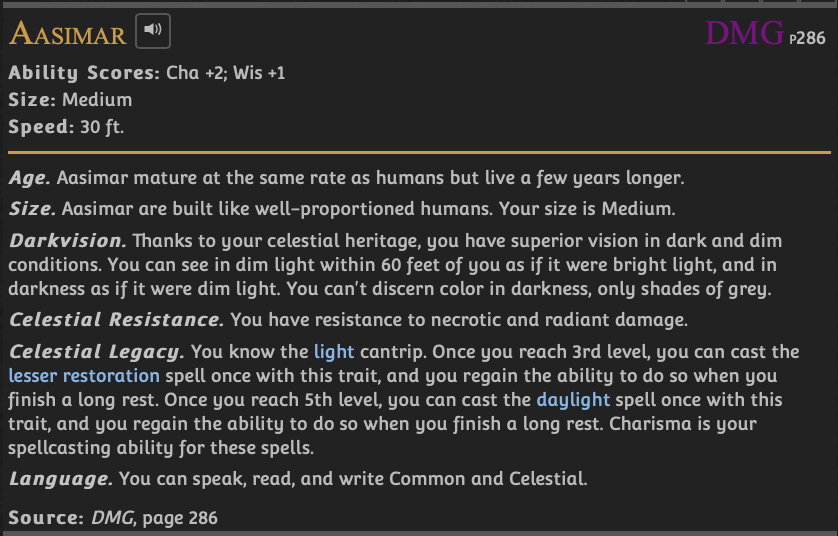 Aasimar
DMG P286
Ability Scores: Cha +2; Wis +1
Size: Medium
Speed: 30 ft.
Age. Aasimar mature at the same rate as humans but live a few years longer.
Size. Aasimar are built like well-proportioned humans. Your size is Medium.
Darkvision. Thanks to your celestial heritage, you have superior vision in dark and dim
conditions. You can see in dim light within 60 feet of you as if it were bright light, and in
darkness as if it were dim light. You can't discern color in darkness, only shades of grey.
Celestial Resistance. You have resistance to necrotic and radiant damage.
Celestial Legacy. You know the light cantrip. Once you reach 3rd level, you can cast the
lesser restoration spell once with this trait, and you regain the ability to do so when you
finish a long rest. Once you reach 5th level, you can cast the daylight spell once with this
trait, and you regain the ability to do so when you finish a long rest. Charisma is your
spellcasting ability for these spells.
Language. You can speak, read, and write Common and Celestial.
Source: DMG, page 286